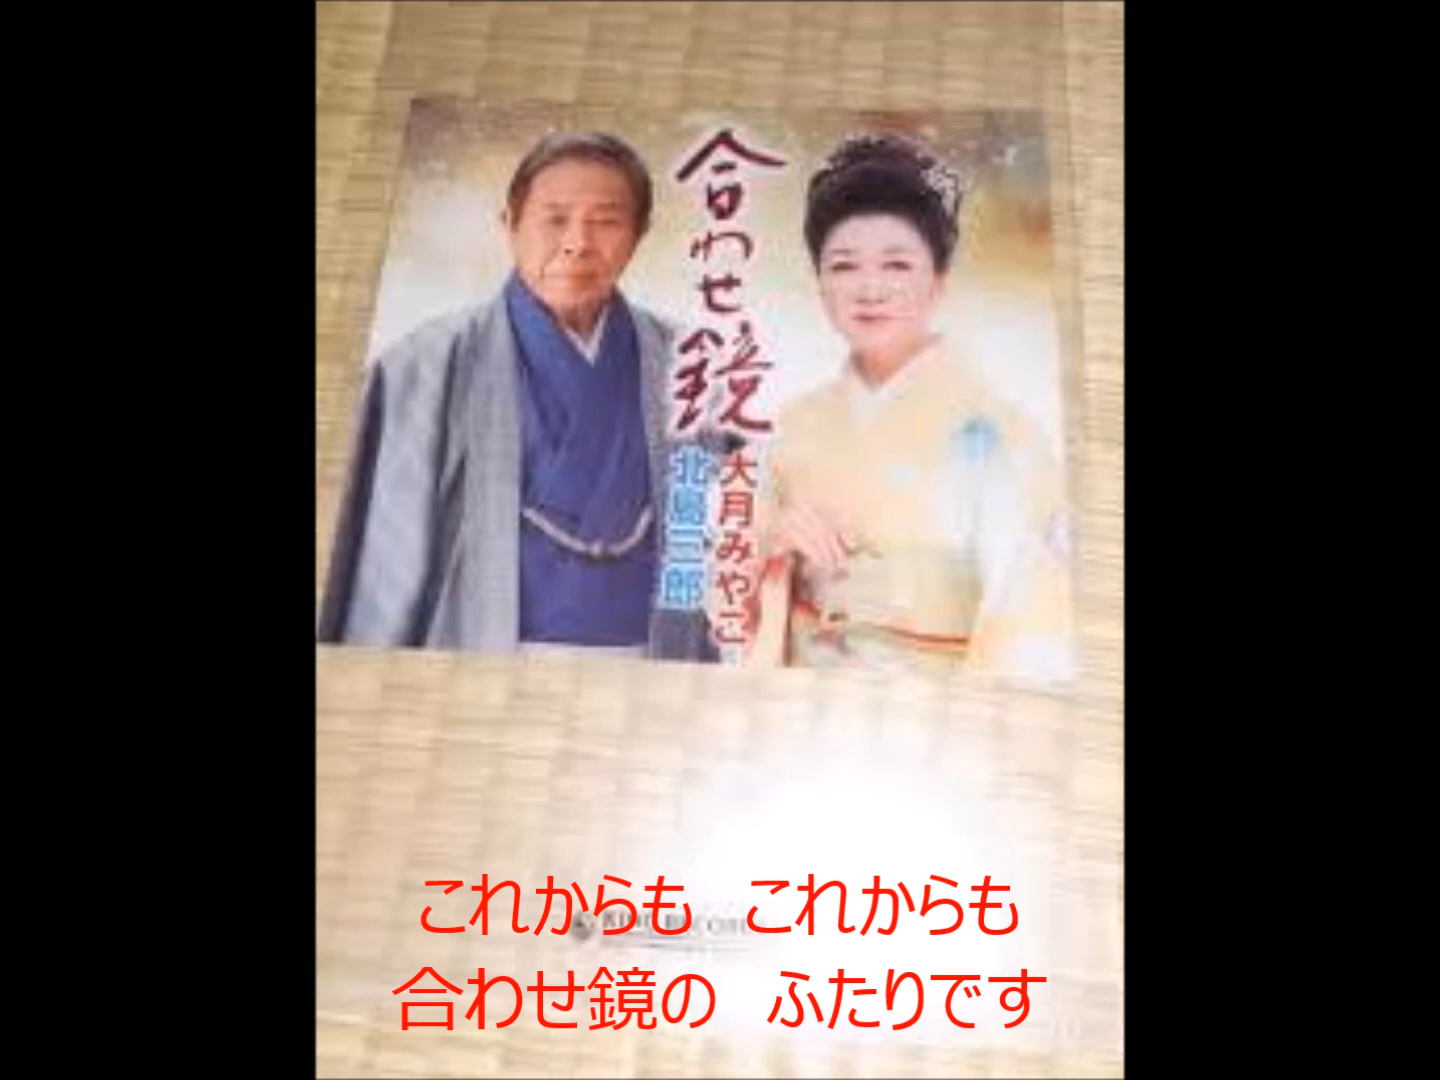 合わせ鏡
大月みやこ
北島三郎
これからも これからも
合わせ鏡の ふたりです